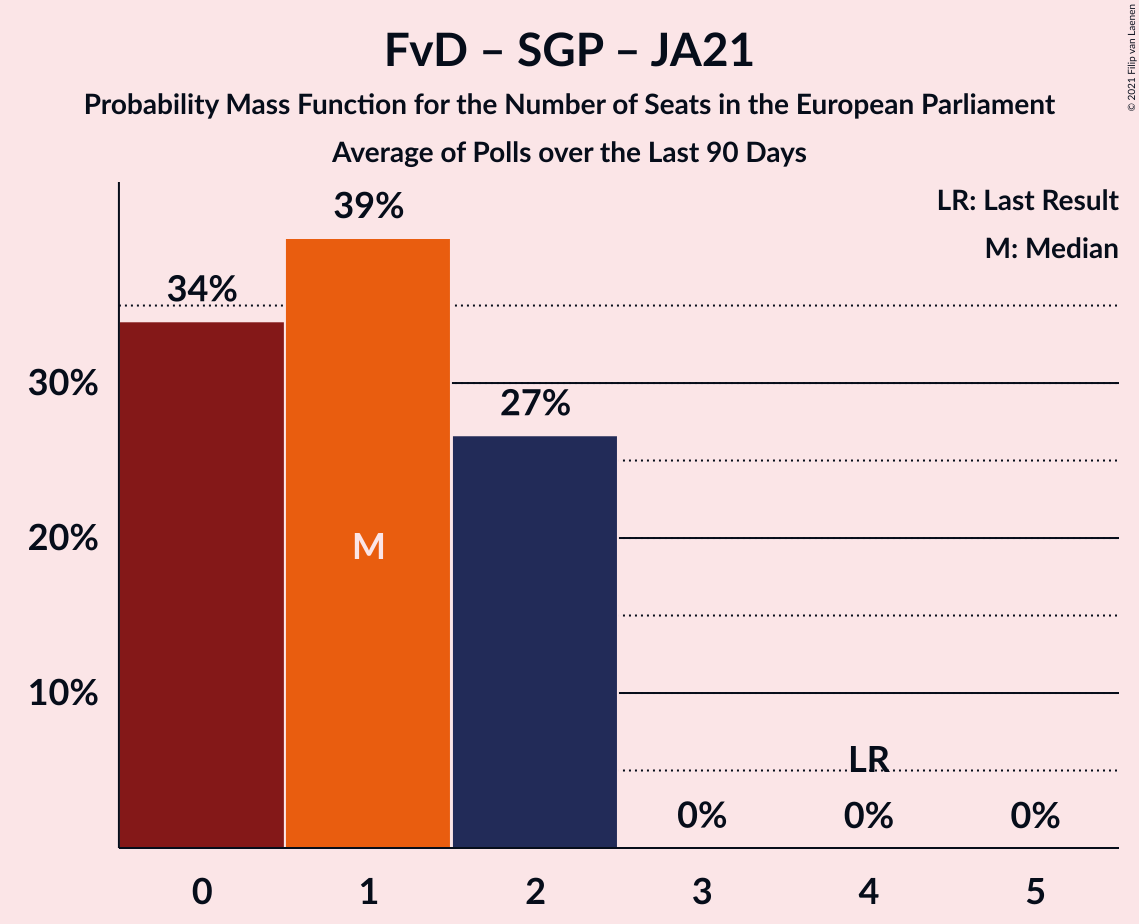 FvD – SGP – JA21
Probability Mass Function for the Number of Seats in the European Parliament
Average of Polls over the Last 90 Days
© 2021 Filip van Laenen
LR: Last Result
M: Median
39%
34%
30%
27%
20%
M
10%
LR
0% 0% 0%
0 1 2 3 4 5